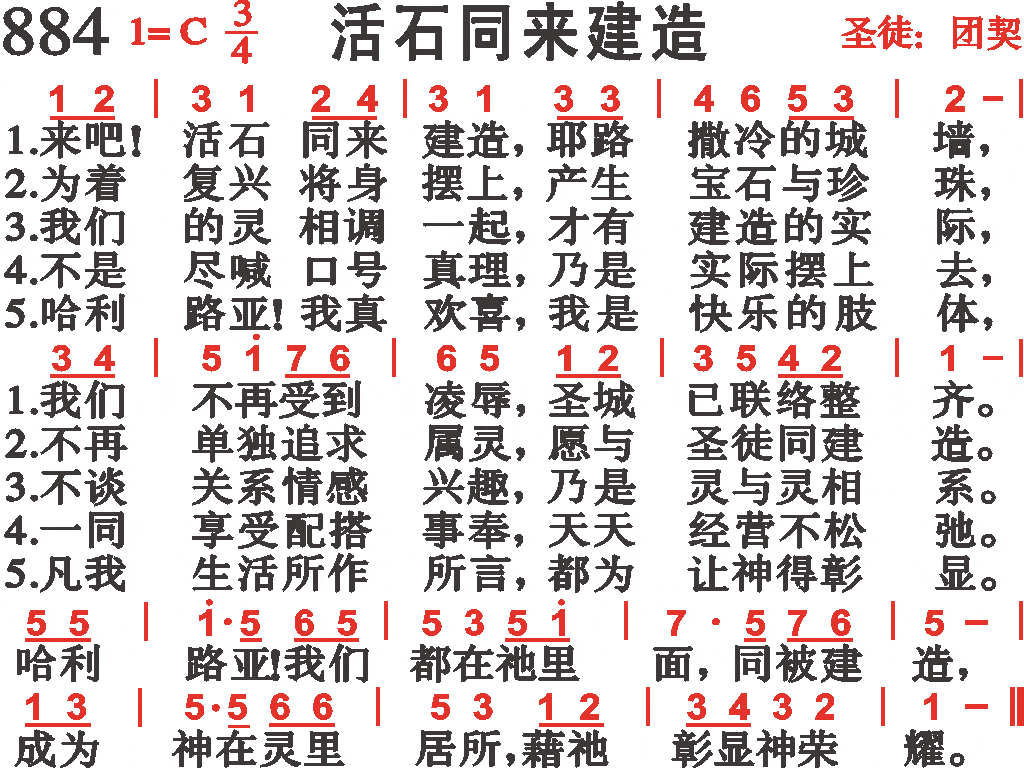 884 1=C 3/4 活石同来建造 圣徒：团契
1 2 | 3 1 2 4 | 3 1 3 3 | 4 6 5 3 | 2 – |
1.来吧! 活石 同来 建造，耶路 撒冷的城 墙，
2.为着 复兴 将身 摆上，产生 宝石与珍 珠，
3.我们 的灵 相调 一起，才有 建造的实 际，
4.不是 尽喊 口号 真理，乃是 实际摆上 去，
5.哈利 路亚! 我真 欢喜，我是 快乐的肢 体，
3 4 | 5 i 7 6 | 6 5 1 2 | 3 5 4 2 | 1 – |
1.我们 不再受到 凌辱，圣城 已联络整 齐。
2.不再 单独追求 属灵，愿与 圣徒同建 造。
3.不谈 关系情感 兴趣，乃是 灵与灵相 系。
4.一同 享受配搭 事奉，天天 经营不松 弛。
5.凡我 生活所作 所言，都为 让神得彰 显。
5 5 | i·5 6 5 | 5 3 5 i | 7 · 5 7 6 | 5 – |
哈利 路亚!我们 都在祂里 面，同被建 造，
1 3 | 5·5 6 6 | 5 3 1 2 | 3 4 3 2 | 1 – ‖
成为 神在灵里 居所，藉祂 彰显神荣 耀。